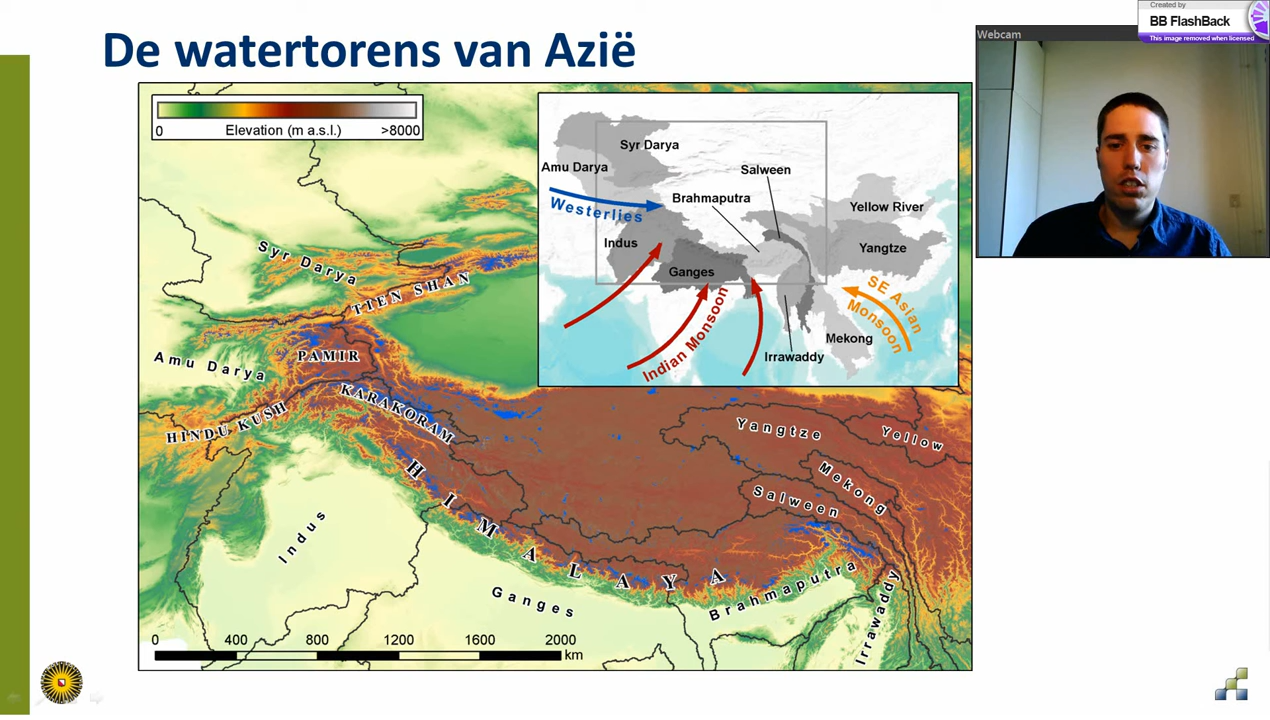 De watertorens van Azië
Created by
BB FlashBack
This image removed when licensed
Webcam
0 Elevation (m a.s.l.) >8000
Syr Darya
TIEN SHAN
Amu Darya
PAMIR
HINDU KUSH
KARAKORAM
HIMALAYA
Indus
Ganges
Brahmaputra
Irrawaddy
Salween
Mekong
Yangtze
Yellow
Syr Darya
Amu Darya
Westerlies
Salween
Brahmaputra
Yellow River
Indus
Yangtze
Ganges
SE Asian
Monsoon
Indian Monsoon
Mekong
Irrawaddy
0 400 800 1200 1600 2000
km